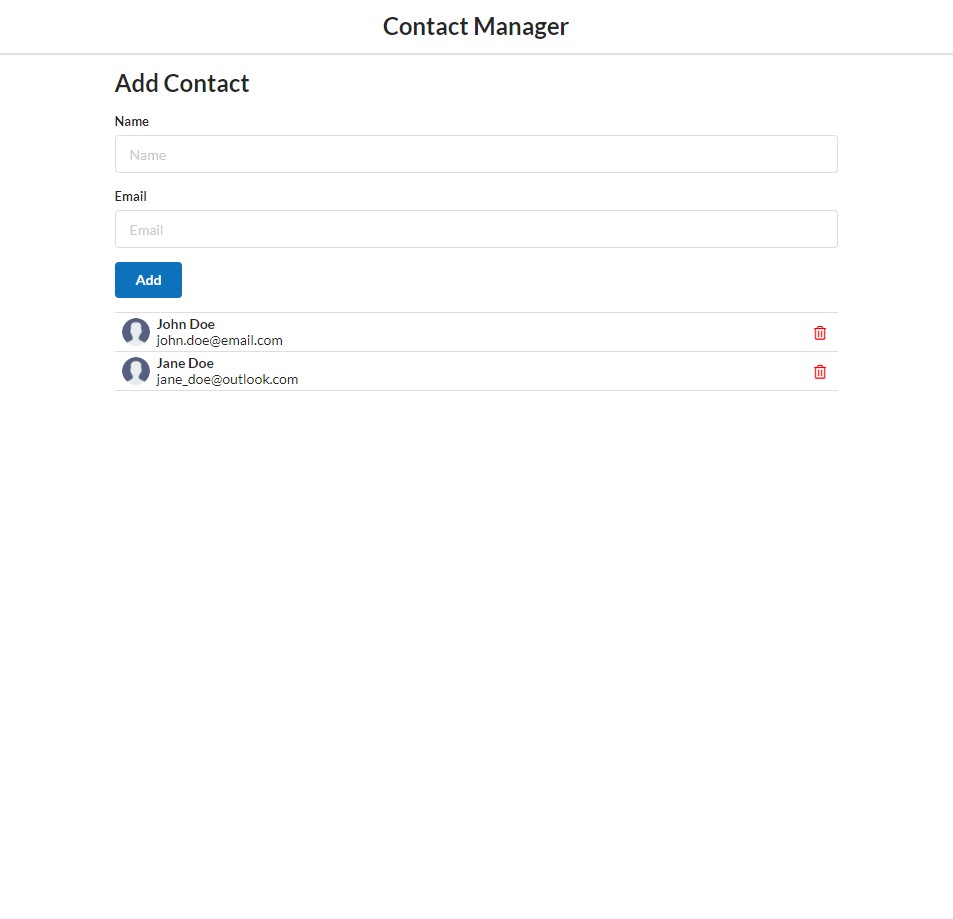 Contact Manager
Add Contact
Name
Name
Email
Email
Add
John Doe
john.doe@email.com
Jane Doe
jane_doe@outlook.com